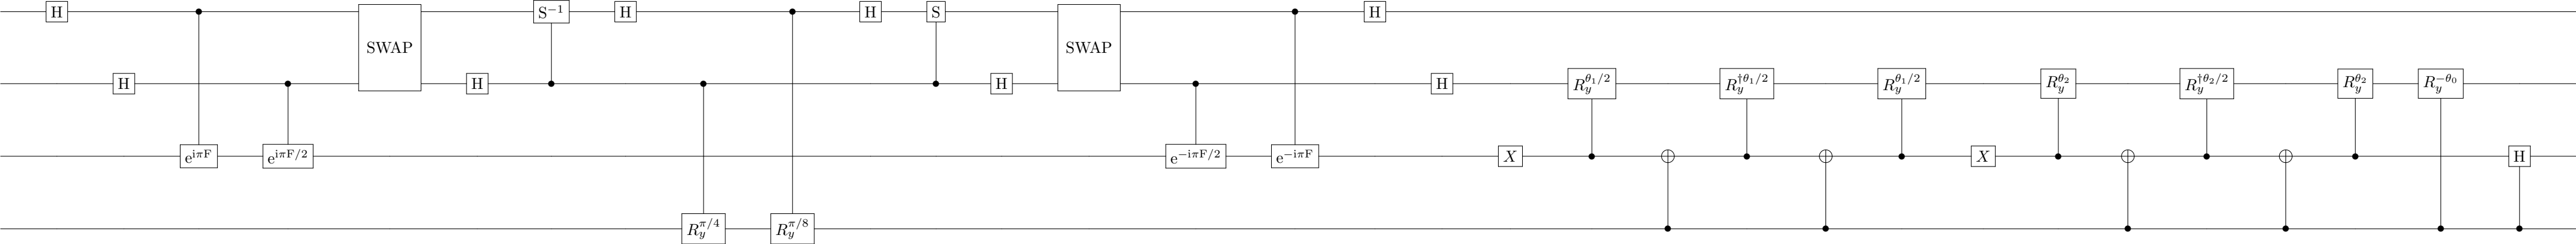 H SWAP S⁻¹ H H S SWAP H
H H H H R_y^{θ₁/2} R_y^{†θ₁/2} R_y^{θ₁/2} R_y^{θ₂} R_y^{†θ₂/2} R_y^{θ₂} R_y^{-θ₀}
e^{iπF} e^{iπF/2} e^{-iπF/2} e^{-iπF} X X H
R_y^{π/4} R_y^{π/8}